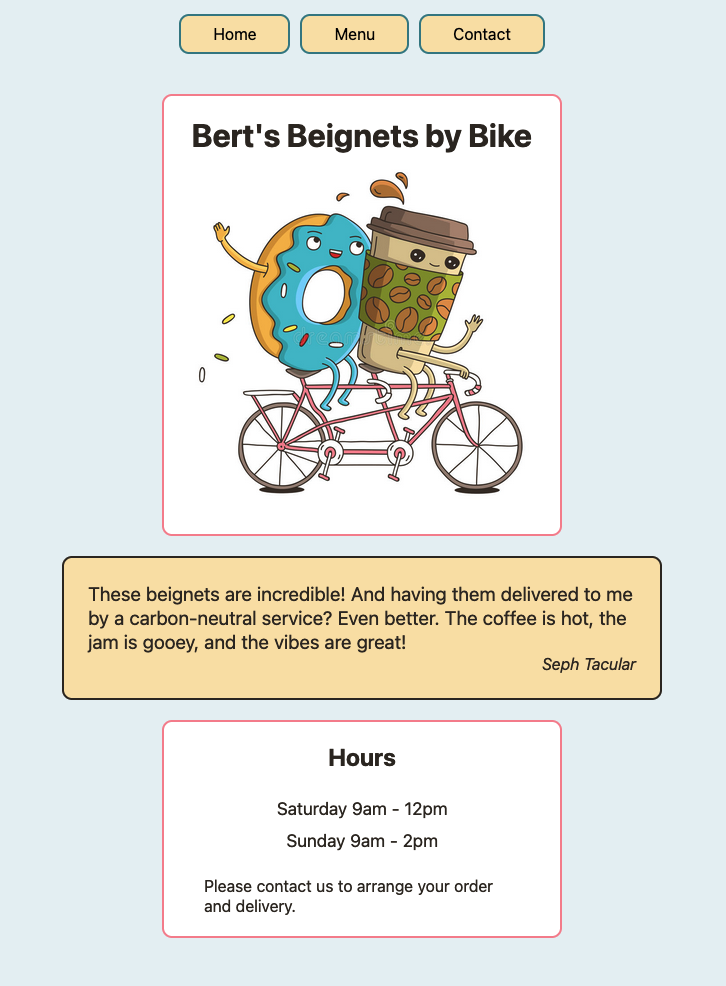 Home
Menu
Contact
Bert's Beignets by Bike
These beignets are incredible! And having them delivered to me
by a carbon-neutral service? Even better. The coffee is hot, the
jam is gooey, and the vibes are great!
Seph Tacular
Hours
Saturday 9am - 12pm
Sunday 9am - 2pm
Please contact us to arrange your order
and delivery.